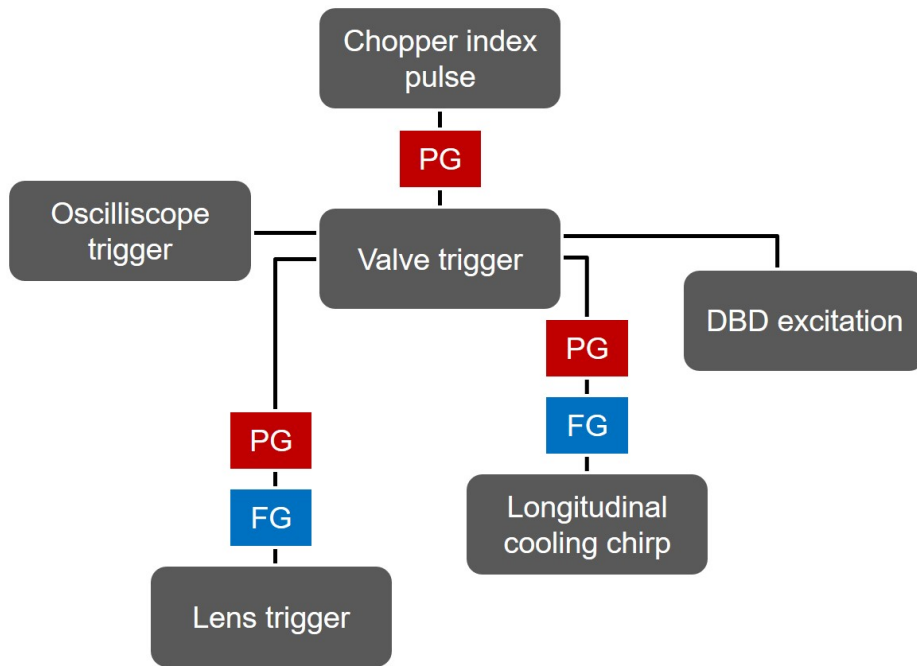 Chopper index
pulse
PG
Oscilliscope
trigger
Valve trigger
DBD excitation
PG
FG
PG
FG
Longitudinal
cooling chirp
Lens trigger